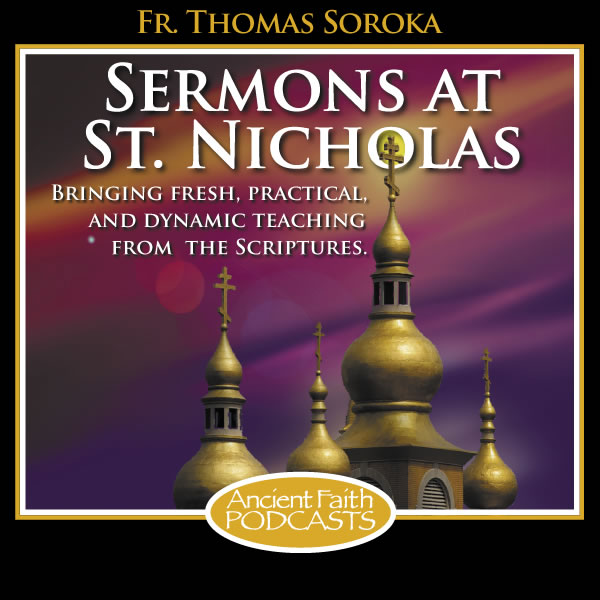 Fr. Thomas Soroka
Sermons at
St. Nicholas
Bringing fresh, practical,
and dynamic teaching
from the Scriptures.
Ancient Faith
PODCASTS